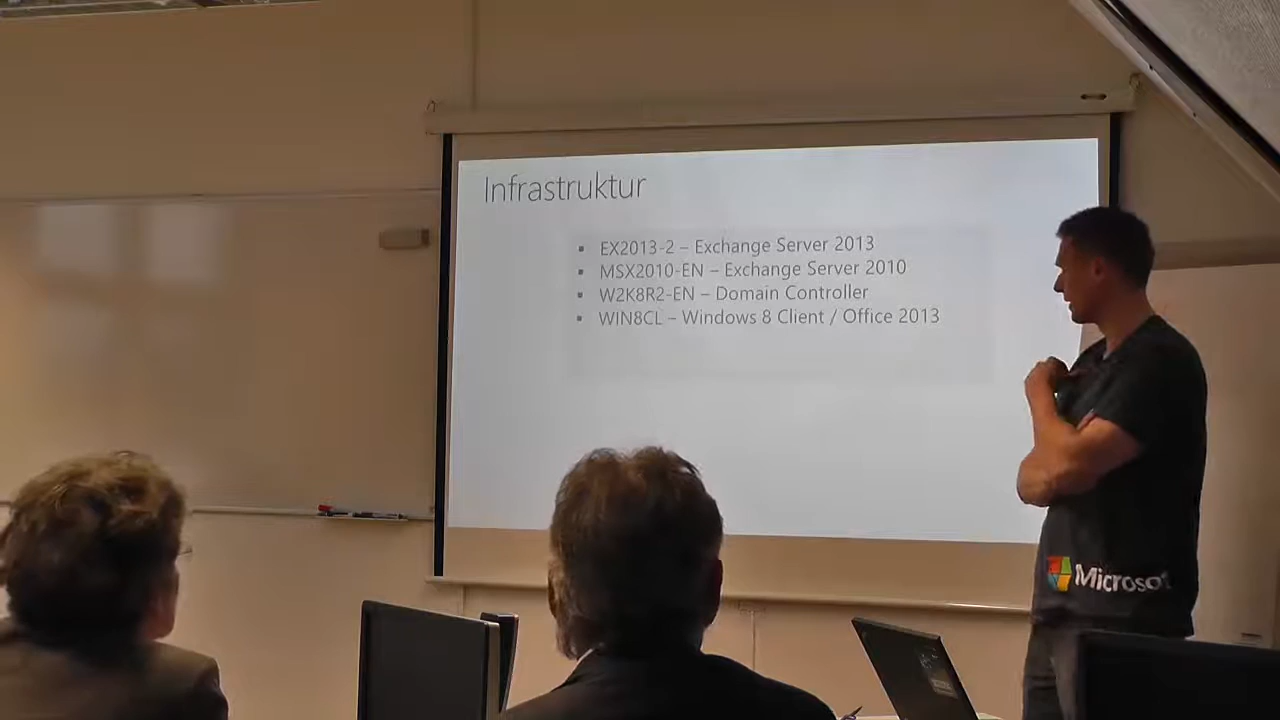 Infrastruktur
▪ EX2013-2 – Exchange Server 2013
▪ MSX2010-EN – Exchange Server 2010
▪ W2K8R2-EN – Domain Controller
▪ WIN8CL – Windows 8 Client / Office 2013
Microsof